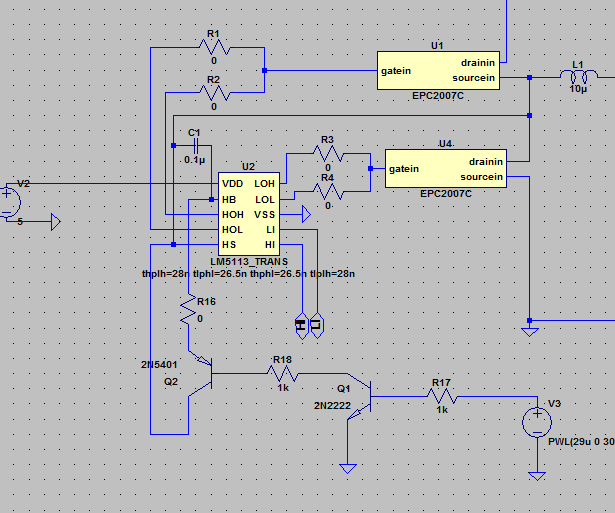 R1
0
U1
gatein
drainin
sourcein
EPC2007C
L1
10µ
R2
0
C1
0.1µ
R3
0
R4
0
U4
gatein
drainin
sourcein
EPC2007C
V2
5
U2
VDD
HB
HOH
HOL
HS
LOH
LOL
VSS
LI
HI
LM5113_TRANS
thplh=28n tlphl=26.5n thphl=26.5n tlplh=28n
HI
LI
R16
0
2N5401
Q2
R18
1k
Q1
2N2222
R17
1k
V3
PWL(29u 0 30